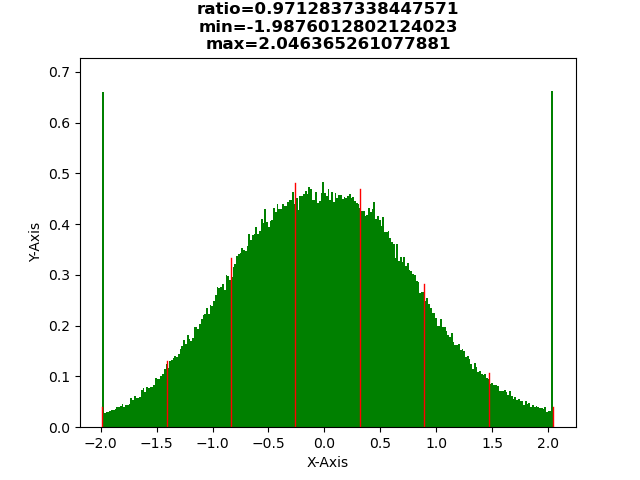 ratio=0.9712837338447571
min=-1.9876012802124023
max=2.046365261077881
0.7
0.6
0.5
0.4
0.3
0.2
0.1
0.0
Y-Axis
−2.0 −1.5 −1.0 −0.5 0.0 0.5 1.0 1.5 2.0
X-Axis